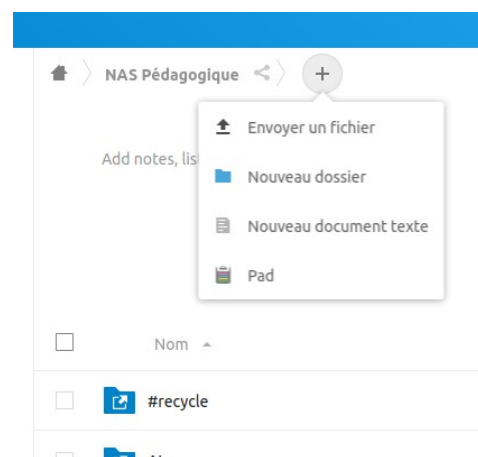 NAS Pédagogique
+
Envoyer un fichier
Add notes, lis
Nouveau dossier
Nouveau document texte
Pad
Nom
#recycle